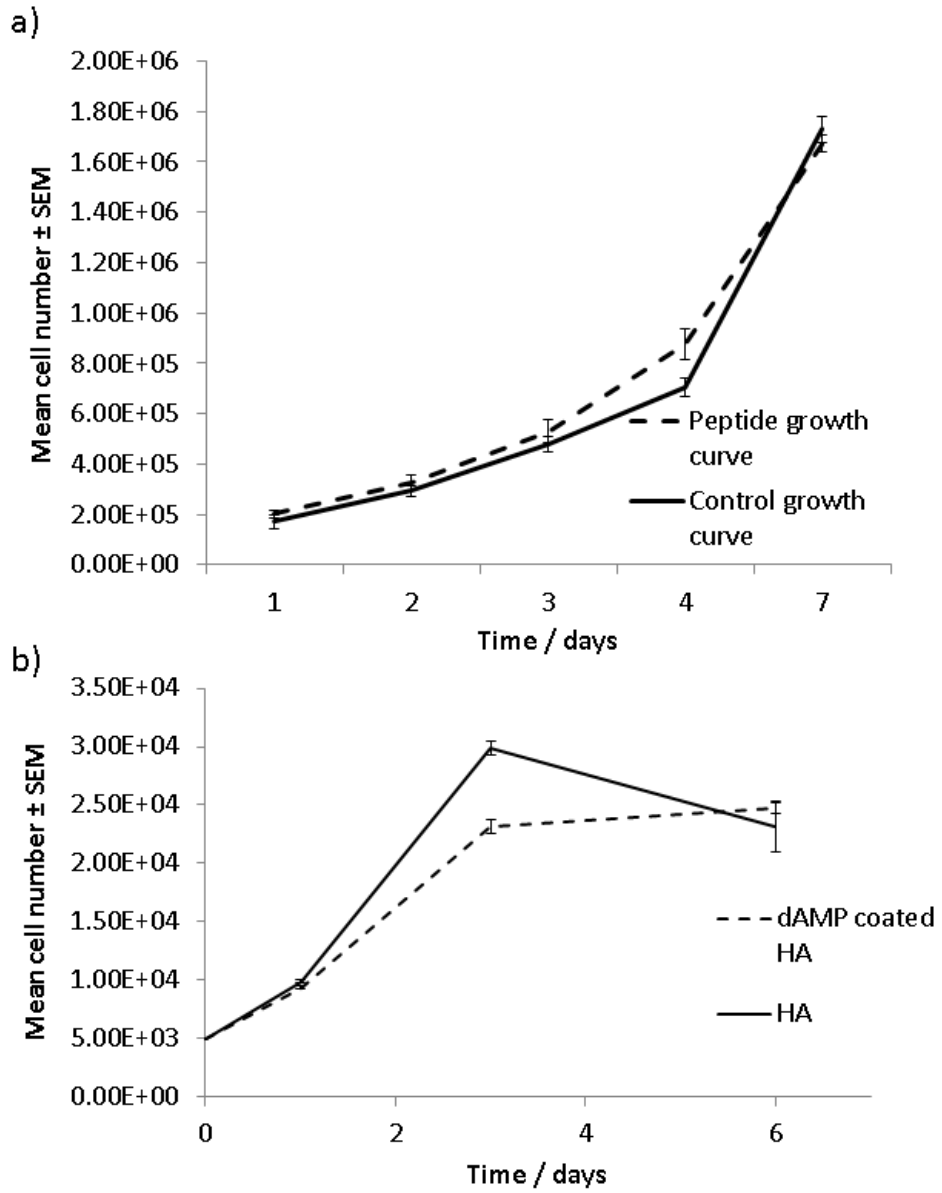 a)
Mean cell number ± SEM
2.00E+06
1.80E+06
1.60E+06
1.40E+06
1.20E+06
1.00E+06
8.00E+05
6.00E+05
4.00E+05
2.00E+05
0.00E+00
Peptide growth
curve
Control growth
curve
1 2 3 4 7
Time / days
b)
Mean cell number ± SEM
3.50E+04
3.00E+04
2.50E+04
2.00E+04
1.50E+04
1.00E+04
5.00E+03
0.00E+00
dAMP coated
HA
HA
0 2 4 6
Time / days